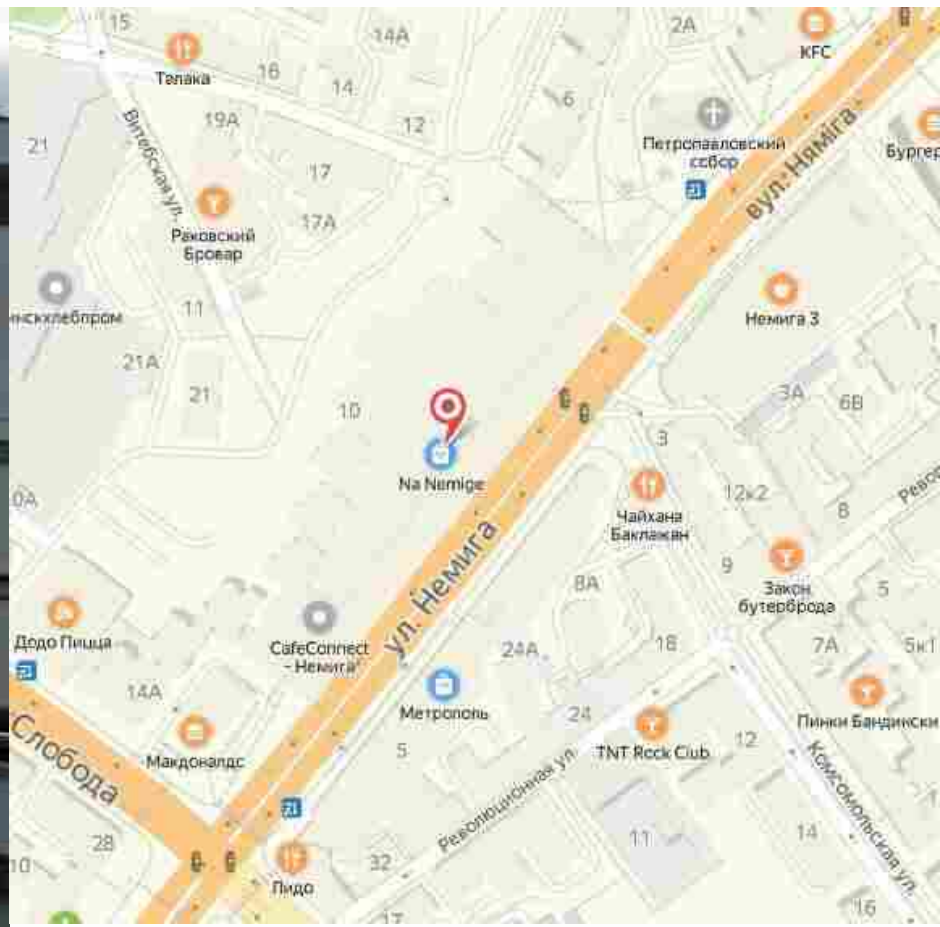 15
14А
2А
KFC
Талака
16
14
6
12
19А
21
Витебская ул.
17
Петропавловский
собор
вул. Няміга
Бургер
17А
Раковский
Бровар
инскхлебпром
11
Немига 3
21А
21
10
3А
6В
3
Na Nemige
0А
12к2
Рево
8
Чайхана
Баклажан
ул. Немига
9
8А
Закон
бутерброда
5
Додо Пицца
CafeConnect
- Немига
24А
18
7А
5к1
14А
Метрополь
24
Пинки Бандински
Слобода
Макдоналдс
TNT Rock Club
12
5
Революционная ул.
Комсомольская ул.
11
14
28
10
32
Лидо
17
16